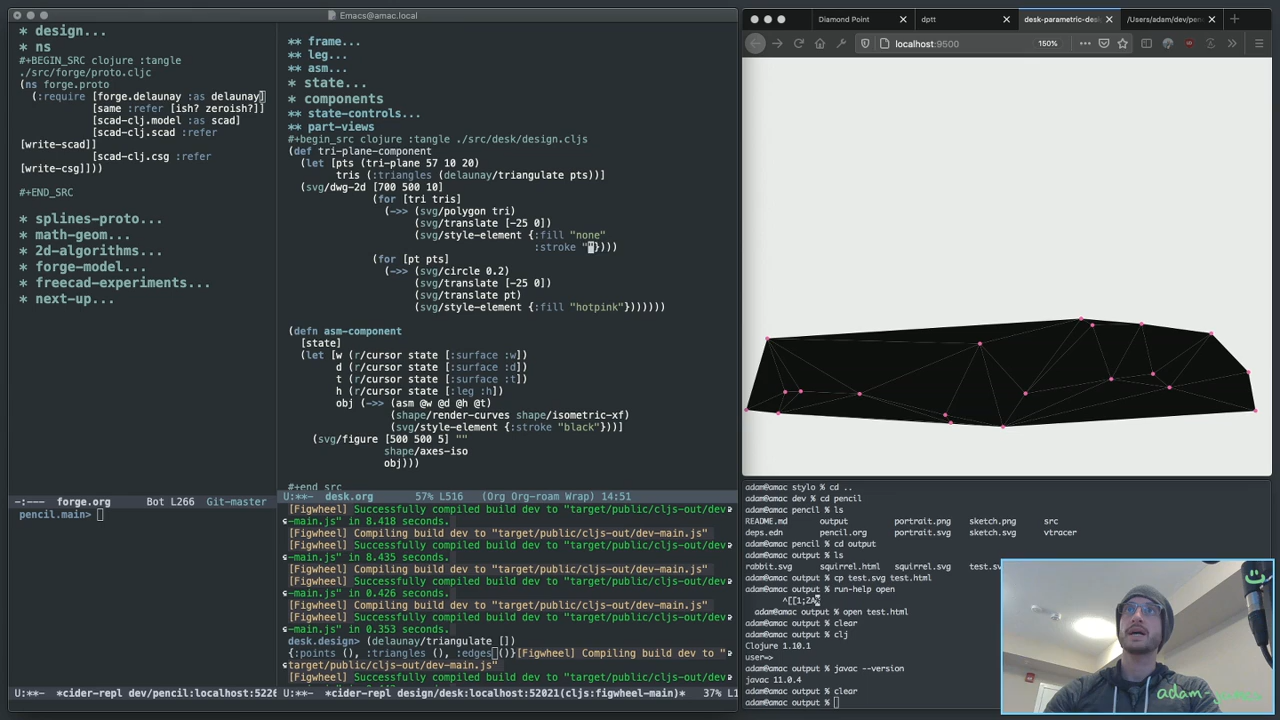 Emacs@amac.local
* design...
* ns
#+BEGIN_SRC clojure :tangle
./src/forge/proto.cljc
(ns forge.proto
(:require [forge.delaunay :as delaunay]
[same :refer [ish? zeroish?]]
[scad-clj.model :as scad]
[scad-clj.scad :refer
[write-scad]]
[scad-clj.csg :refer
[write-csg]]))
#+END_SRC
* splines-proto...
* math-geom...
* 2d-algorithms...
* forge-model...
* freecad-experiments...
* next-up...
-:--- forge.org Bot L266 Git-master
pencil.main>
** frame...
** leg...
** asm...
* state...
* components
** state-controls...
** part-views
#+begin_src clojure :tangle ./src/desk/design.cljs
(def tri-plane-component
(let [pts (tri-plane 57 10 20)
tris (:triangles (delaunay/triangulate pts))]
(svg/dwg-2d [700 500 10]
(for [tri tris]
(->> (svg/polygon tri)
(svg/translate [-25 0])
(svg/style-element {:fill "none"
:stroke ""})))
(for [pt pts]
(->> (svg/circle 0.2)
(svg/translate [-25 0])
(svg/translate pt)
(svg/style-element {:fill "hotpink"}))))))
(defn asm-component
[state]
(let [w (r/cursor state [:surface :w])
d (r/cursor state [:surface :d])
t (r/cursor state [:surface :t])
h (r/cursor state [:leg :h])
obj (->> (asm @w @d @h @t)
(shape/render-curves shape/isometric-xf)
(svg/style-element {:stroke "black"}))]
(svg/figure [500 500 5] ""
shape/axes-iso
obj)))
#+end_src
U:**- desk.org 57% L516 (Org Org-roam Wrap) 14:51
[Figwheel] Successfully compiled build dev to "target/public/cljs-out/dev
-main.js" in 8.418 seconds.
[Figwheel] Compiling build dev to "target/public/cljs-out/dev-main.js"
[Figwheel] Successfully compiled build dev to "target/public/cljs-out/dev
-main.js" in 8.435 seconds.
[Figwheel] Compiling build dev to "target/public/cljs-out/dev-main.js"
[Figwheel] Successfully compiled build dev to "target/public/cljs-out/dev
-main.js" in 0.426 seconds.
[Figwheel] Compiling build dev to "target/public/cljs-out/dev-main.js"
[Figwheel] Successfully compiled build dev to "target/public/cljs-out/dev
-main.js" in 0.353 seconds.
desk.design> (delaunay/triangulate [])
{:points (), :triangles (), :edges ()}[Figwheel] Compiling build dev to "
target/public/cljs-out/dev-main.js"
[Figwheel] Successfully compiled build dev to "target/public/cljs-out/dev
U:**- *cider-repl dev/pencil:localhost:5226
U:**- *cider-repl design/desk:localhost:52021(cljs:figwheel-main)* 37% L1
Diamond Point
dptt
desk-parametric-desi
/Users/adam/dev/penc
localhost:9500
150%
adam@amac stylo % cd ..
adam@amac dev % cd pencil
adam@amac pencil % ls
README.md output portrait.png sketch.png src
deps.edn pencil.org portrait.svg sketch.svg vtracer
adam@amac pencil % cd output
adam@amac output % ls
rabbit.svg squirrel.html squirrel.svg test.sv
adam@amac output % cp test.svg test.html
adam@amac output % run-help open
^[[1;2A
adam@amac output % open test.html
adam@amac output % clear
adam@amac output % clj
Clojure 1.10.1
user=>
adam@amac output % javac --version
javac 11.0.4
adam@amac output % clear
adam@amac output %